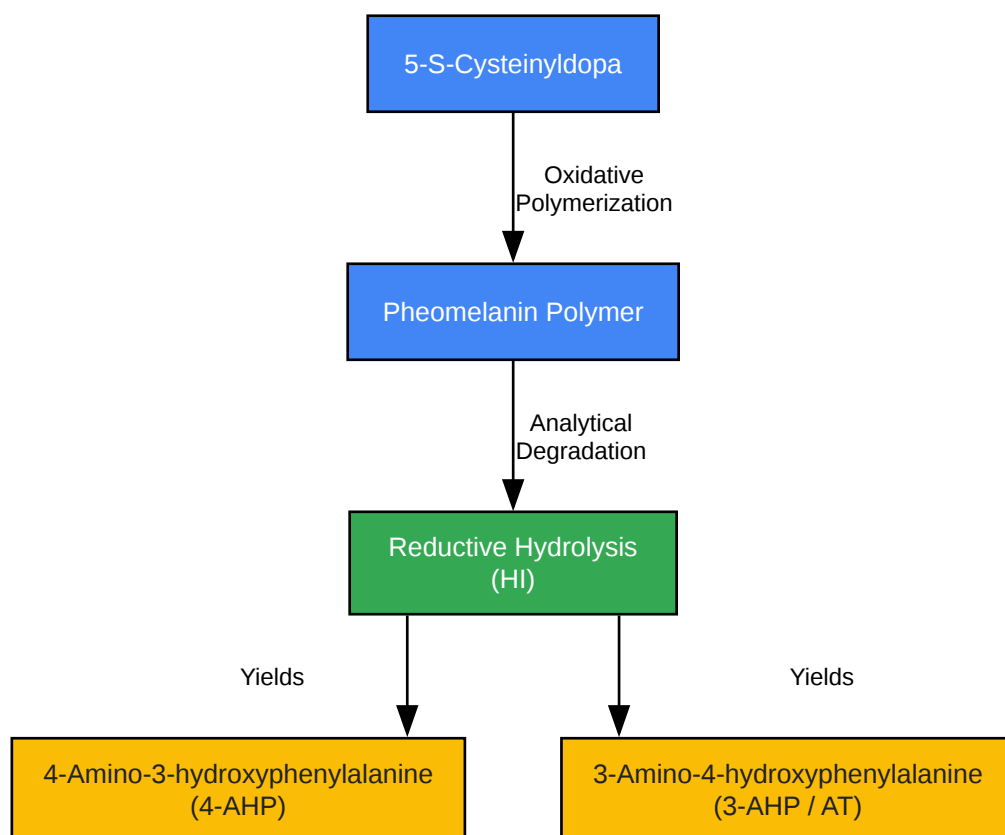 5-S-Cysteinyldopa
Oxidative
Polymerization
Pheomelanin Polymer
Analytical
Degradation
Reductive Hydrolysis
(HI)
Yields
Yields
4-Amino-3-hydroxyphenylalanine
(4-AHP)
3-Amino-4-hydroxyphenylalanine
(3-AHP / AT)